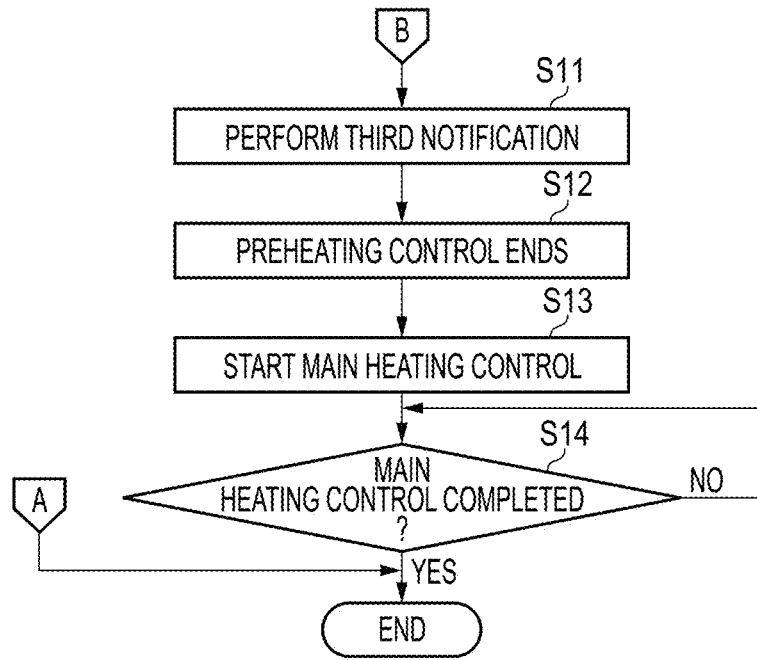 B
S11
PERFORM THIRD NOTIFICATION
S12
PREHEATING CONTROL ENDS
S13
START MAIN HEATING CONTROL
S14
MAIN
HEATING CONTROL COMPLETED
?
NO
A
YES
END